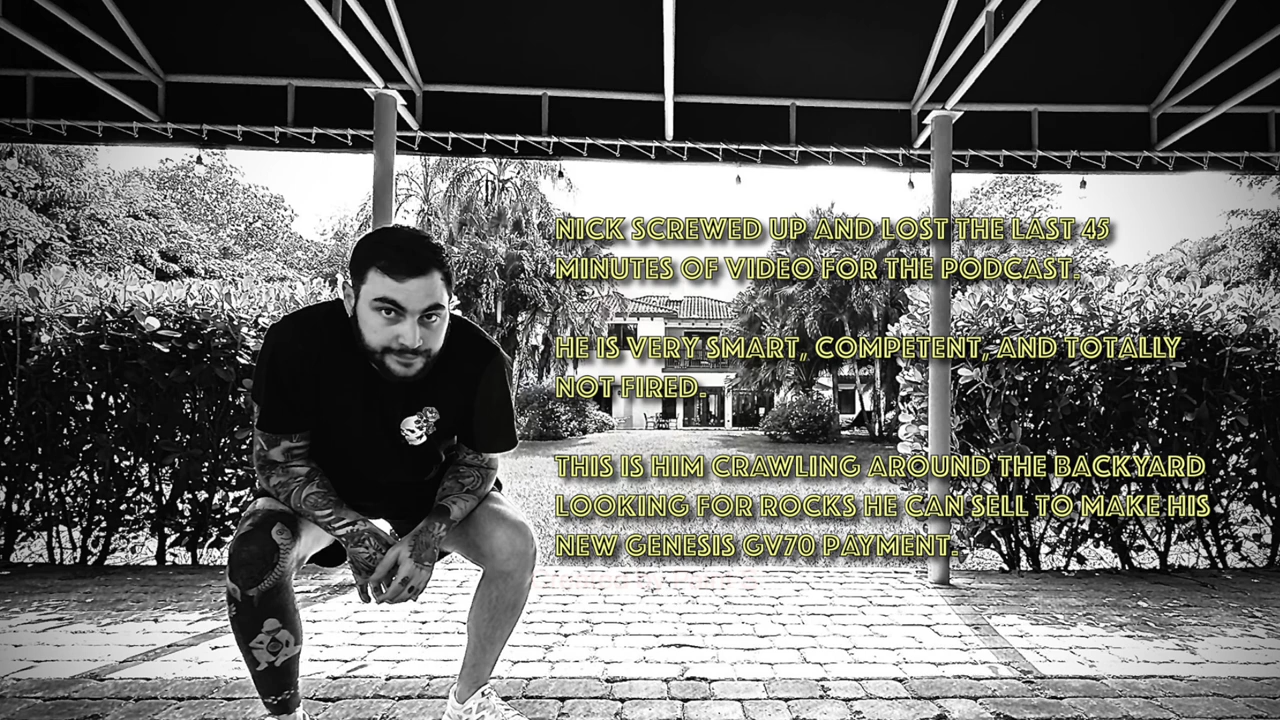 NICK SCREWED UP AND LOST THE LAST 45
MINUTES OF VIDEO FOR THE PODCAST.
HE IS VERY SMART, COMPETENT, AND TOTALLY
NOT FIRED.
THIS IS HIM CRAWLING AROUND THE BACKYARD
LOOKING FOR ROCKS HE CAN SELL TO MAKE HIS
NEW GENESIS GV70 PAYMENT.